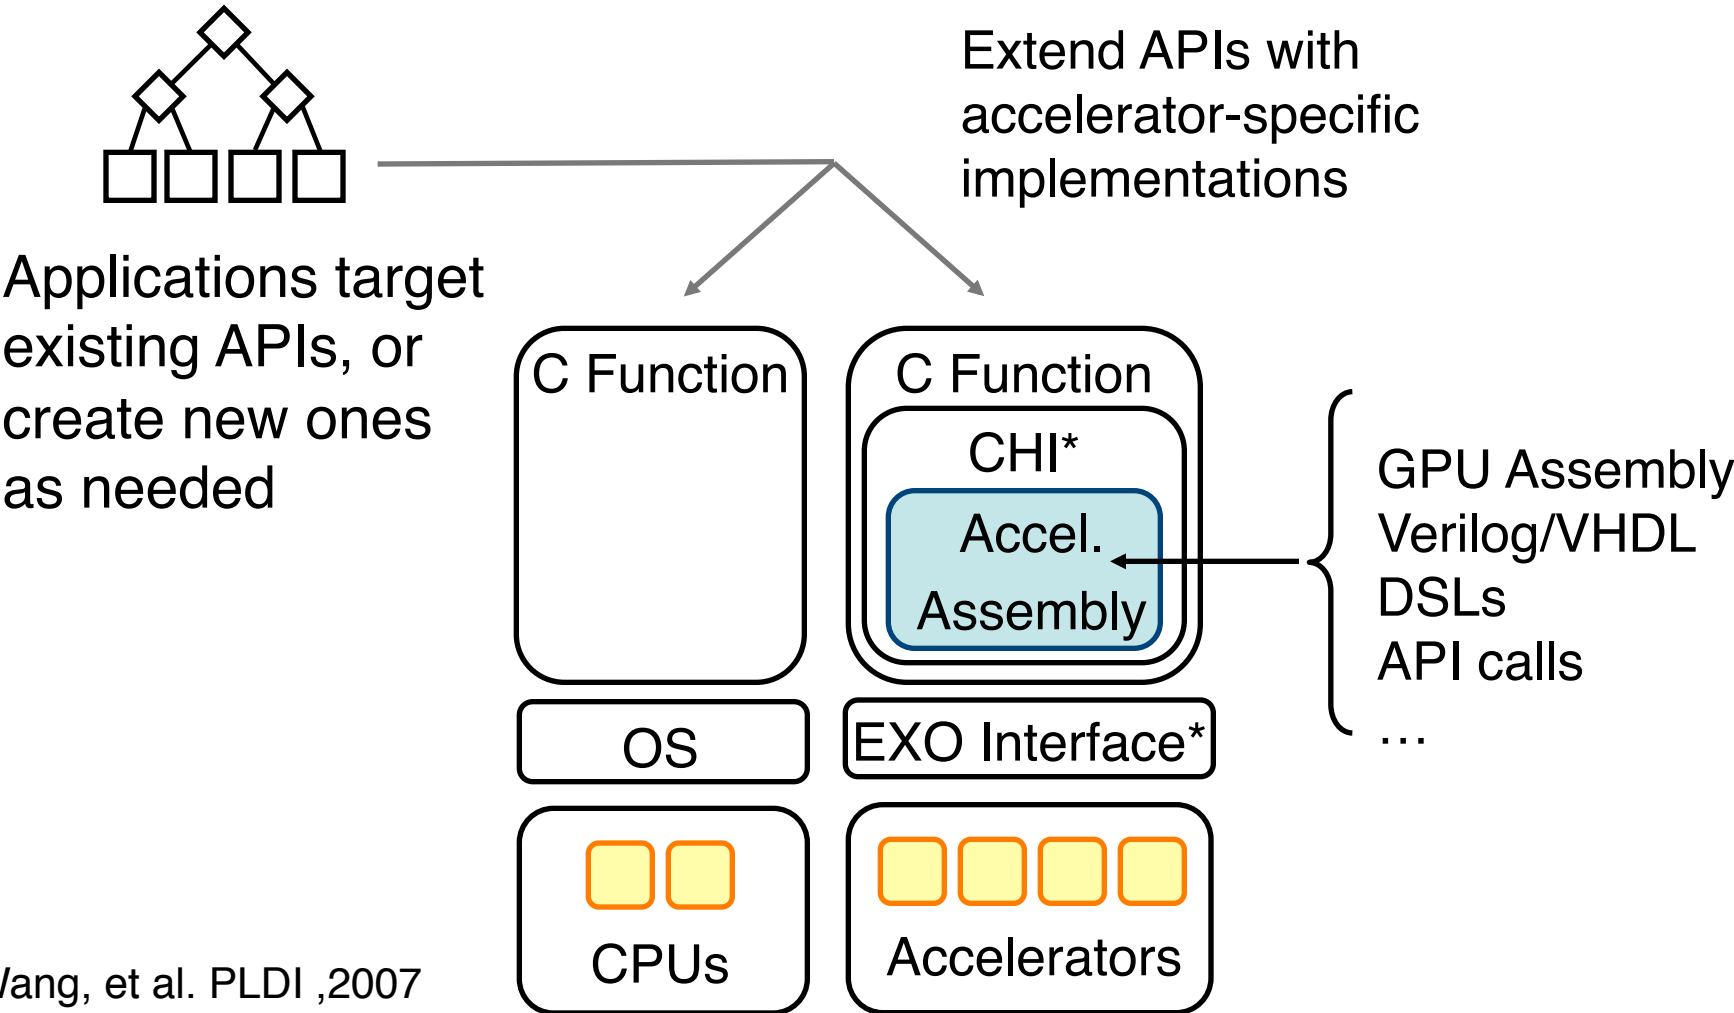 Extend APIs with
accelerator-specific
implementations
Applications target
existing APIs, or
create new ones
as needed
C Function
C Function
CHI*
Accel.
Assembly
GPU Assembly
Verilog/VHDL
DSLs
API calls
…
OS
EXO Interface*
CPUs
Accelerators
Wang, et al. PLDI ,2007